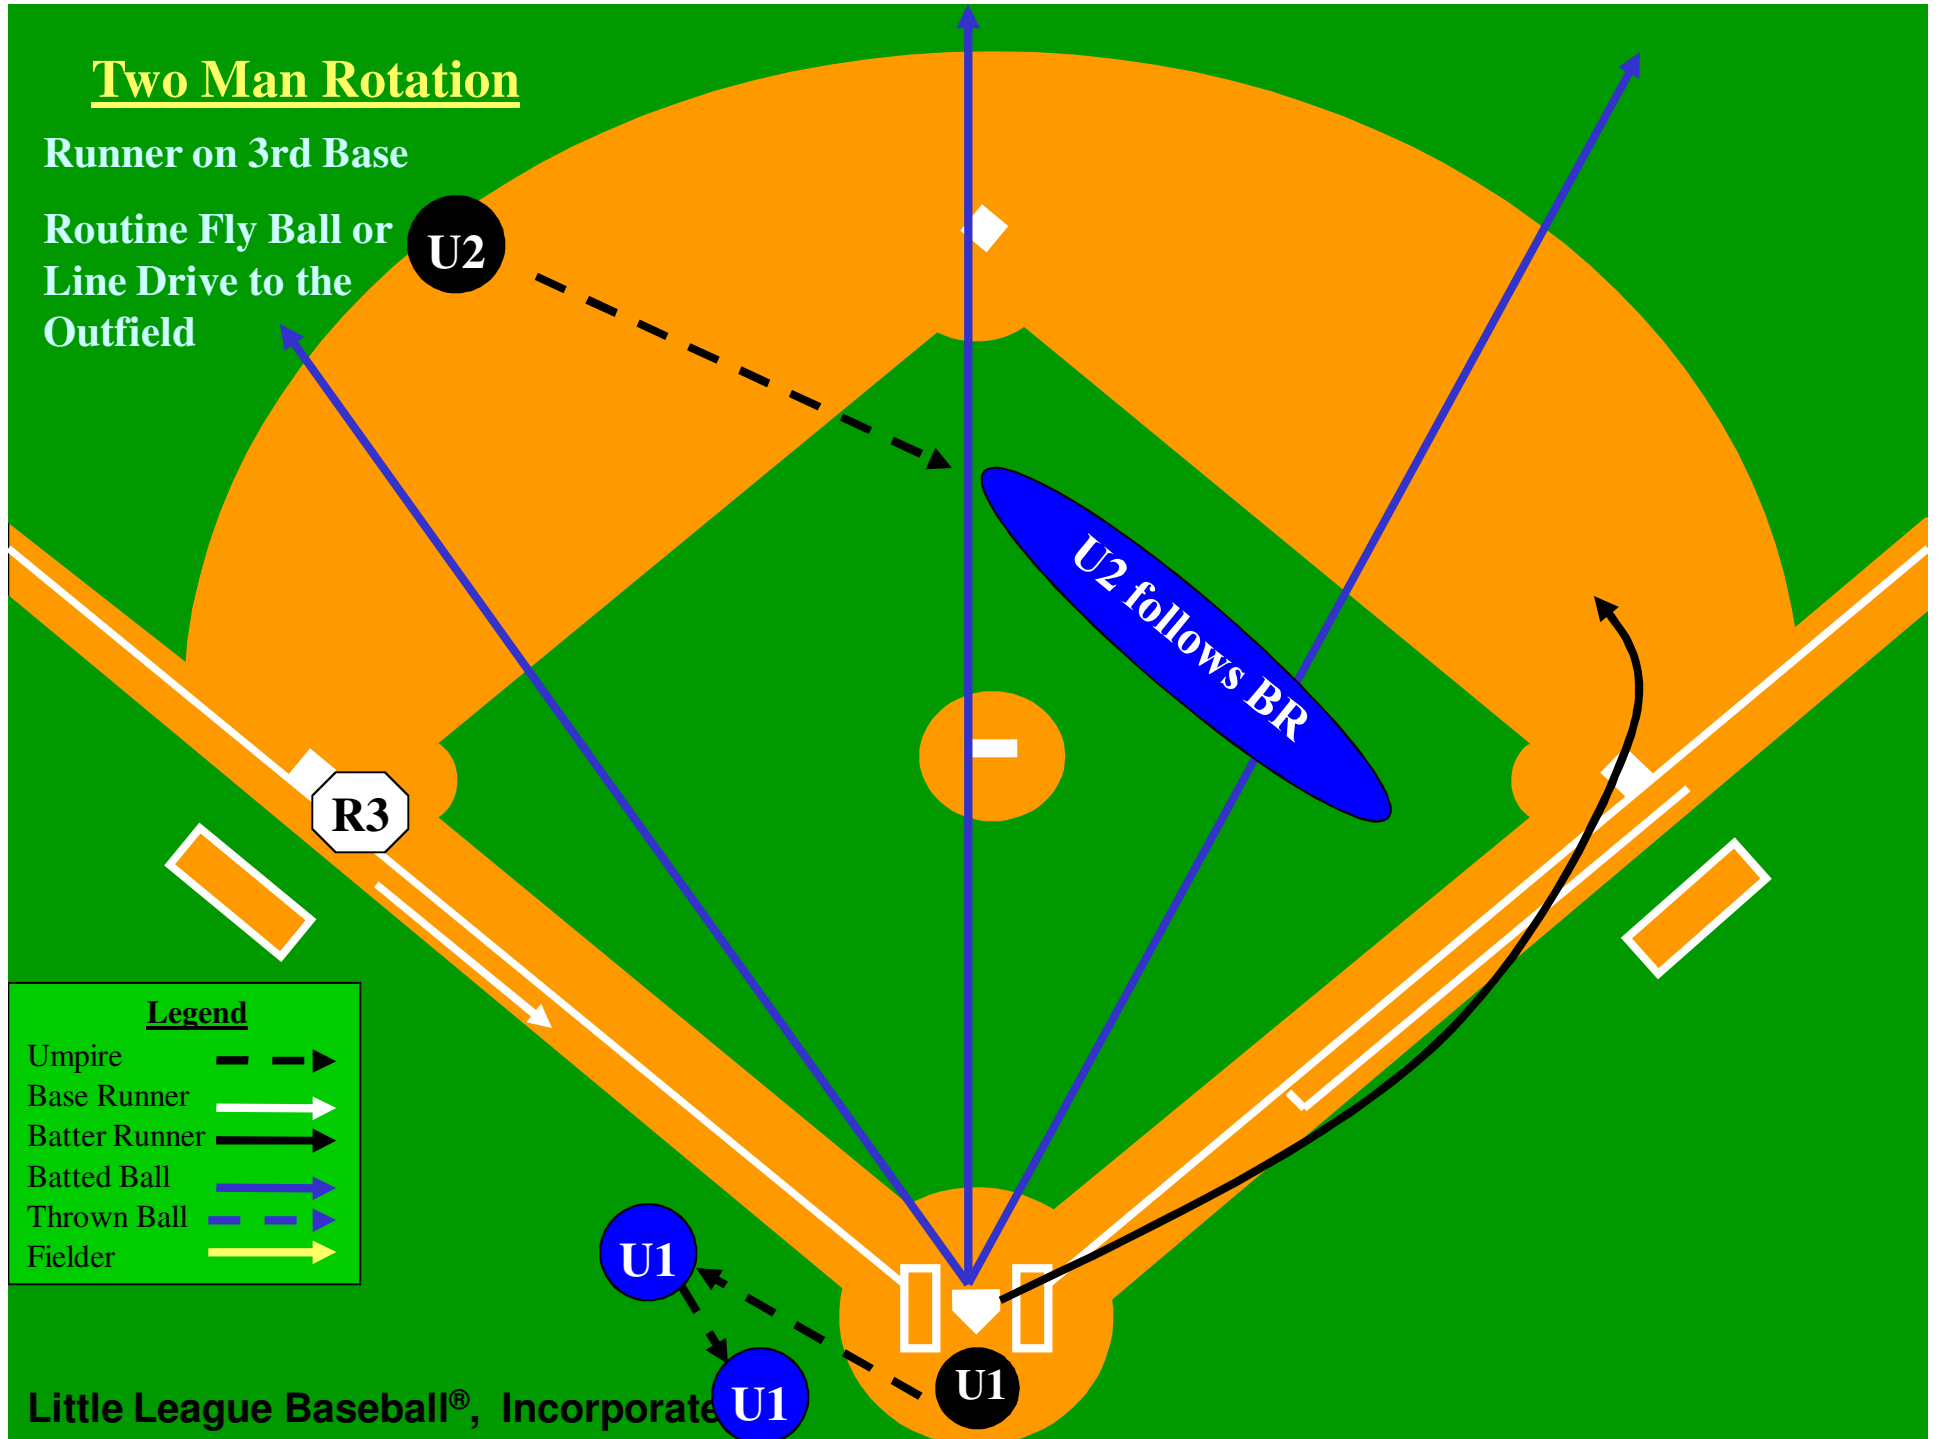 Two Man Rotation
Runner on 3rd Base
Routine Fly Ball or
Line Drive to the
Outfield
U2
U2 follows BR
R3
Legend
Umpire
Base Runner
Batter Runner
Batted Ball
Thrown Ball
Fielder
U1
U1
U1
Little League Baseball®, Incorporate